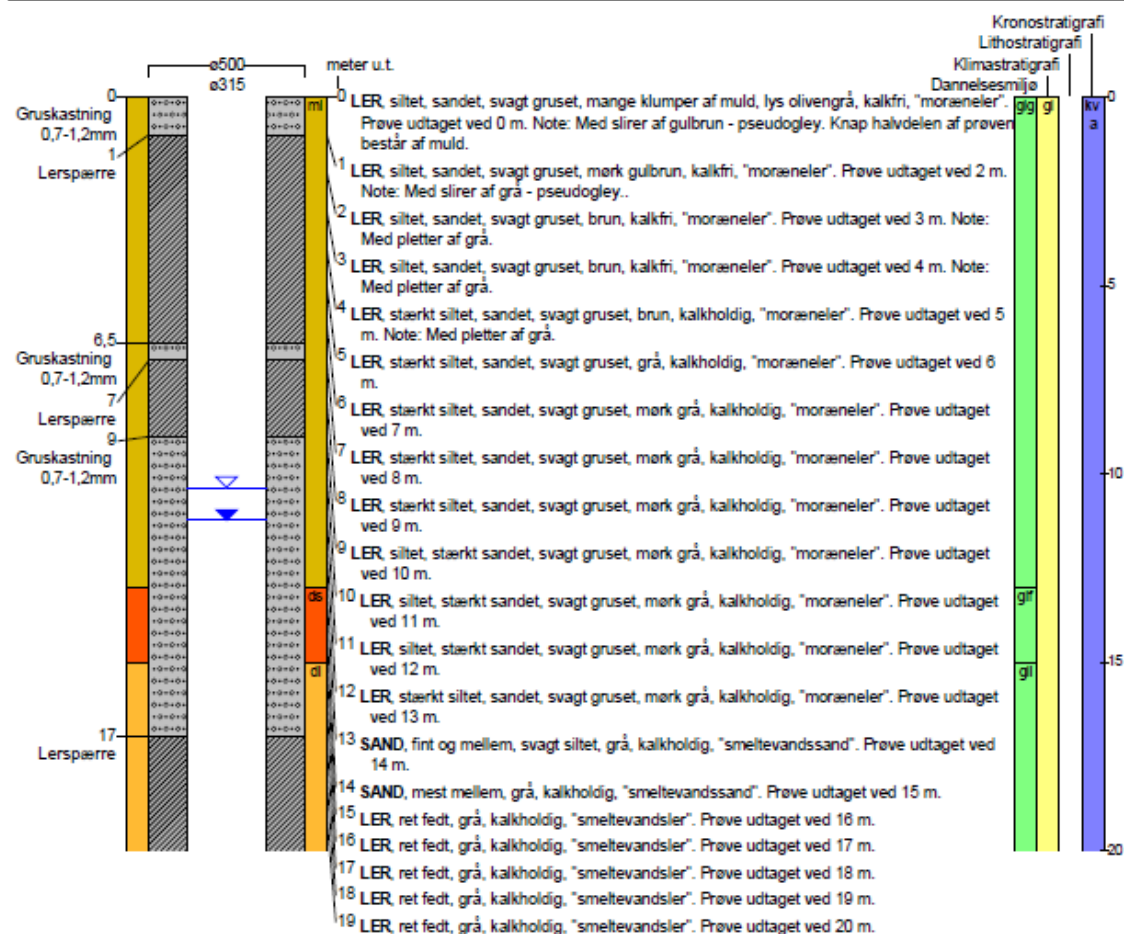 Kronostratigrafi
Lithostratigrafi
Klimastratigrafi
Dannelsesmiljø
ø500
ø315
meter u.t.
0
Gruskastning
0,7-1,2mm
1
Lerspærre
6,5
Gruskastning
0,7-1,2mm
7
Lerspærre
9
Gruskastning
0,7-1,2mm
17
Lerspærre
ml
ds
dl
0 LER, siltet, sandet, svagt gruset, mange klumper af muld, lys olivengrå, kalkfri, "moræneler".
Prøve udtaget ved 0 m. Note: Med slirer af gulbrun - pseudogley. Knap halvdelen af prøven
består af muld.
1 LER, siltet, sandet, svagt gruset, mørk gulbrun, kalkfri, "moræneler". Prøve udtaget ved 2 m.
Note: Med slirer af grå - pseudogley..
2 LER, siltet, sandet, svagt gruset, brun, kalkfri, "moræneler". Prøve udtaget ved 3 m. Note:
Med pletter af grå.
3 LER, siltet, sandet, svagt gruset, brun, kalkfri, "moræneler". Prøve udtaget ved 4 m. Note:
Med pletter af grå.
4 LER, stærkt siltet, sandet, svagt gruset, brun, kalkholdig, "moræneler". Prøve udtaget ved 5
m. Note: Med pletter af grå.
5 LER, stærkt siltet, sandet, svagt gruset, grå, kalkholdig, "moræneler". Prøve udtaget ved 6
m.
6 LER, stærkt siltet, sandet, svagt gruset, mørk grå, kalkholdig, "moræneler". Prøve udtaget
ved 7 m.
7 LER, stærkt siltet, sandet, svagt gruset, mørk grå, kalkholdig, "moræneler". Prøve udtaget
ved 8 m.
8 LER, stærkt siltet, sandet, svagt gruset, mørk grå, kalkholdig, "moræneler". Prøve udtaget
ved 9 m.
9 LER, siltet, stærkt sandet, svagt gruset, mørk grå, kalkholdig, "moræneler". Prøve udtaget
ved 10 m.
10 LER, siltet, stærkt sandet, svagt gruset, mørk grå, kalkholdig, "moræneler". Prøve udtaget
ved 11 m.
11 LER, siltet, stærkt sandet, svagt gruset, mørk grå, kalkholdig, "moræneler". Prøve udtaget
ved 12 m.
12 LER, stærkt siltet, sandet, svagt gruset, mørk grå, kalkholdig, "moræneler". Prøve udtaget
ved 13 m.
13 SAND, fint og mellem, svagt siltet, grå, kalkholdig, "smeltevandssand". Prøve udtaget ved
14 m.
14 SAND, mest mellem, grå, kalkholdig, "smeltevandssand". Prøve udtaget ved 15 m.
15 LER, ret fedt, grå, kalkholdig, "smeltevandsler". Prøve udtaget ved 16 m.
16 LER, ret fedt, grå, kalkholdig, "smeltevandsler". Prøve udtaget ved 17 m.
17 LER, ret fedt, grå, kalkholdig, "smeltevandsler". Prøve udtaget ved 18 m.
18 LER, ret fedt, grå, kalkholdig, "smeltevandsler". Prøve udtaget ved 19 m.
19 LER, ret fedt, grå, kalkholdig, "smeltevandsler". Prøve udtaget ved 20 m.
glg
gl
kv
a
glf
gll
0
5
10
15
20